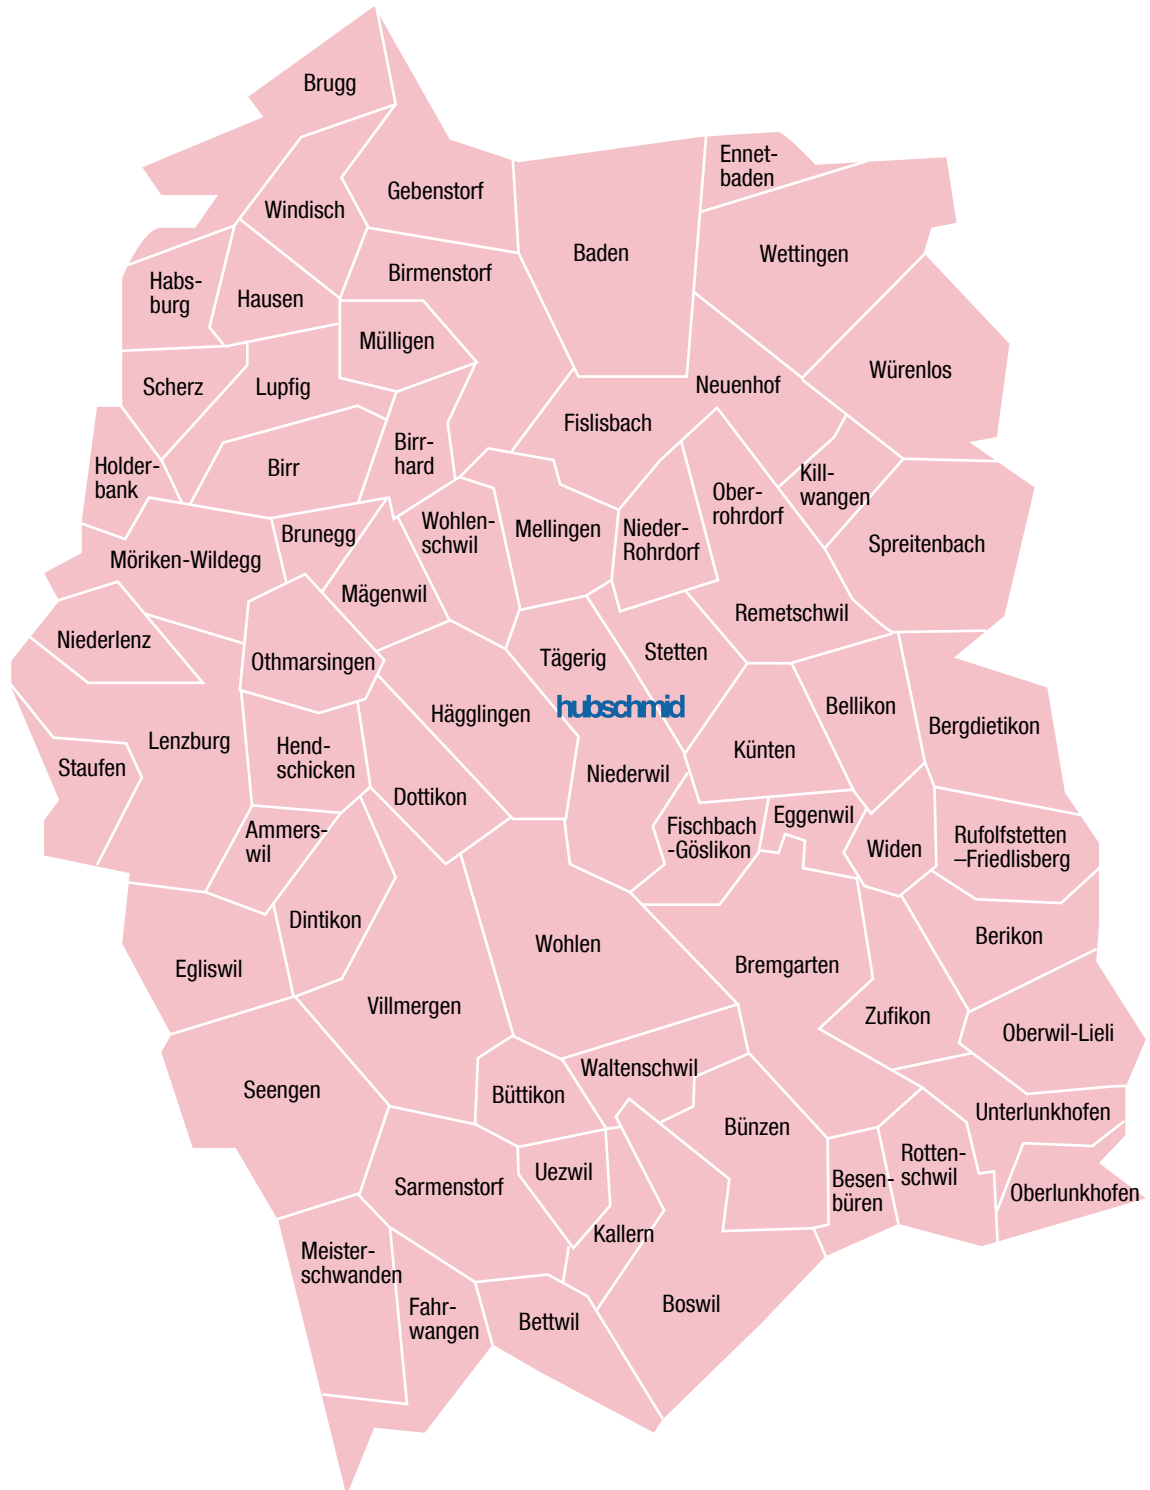 Brugg
Ennet-
baden
Gebenstorf
Windisch
Baden
Wettingen
Birmenstorf
Habs-
burg
Hausen
Mülligen
Würenlos
Scherz
Lupfig
Neuenhof
Fislisbach
Birr-
hard
Holder-
bank
Birr
Kill-
wangen
Ober-
rohrdorf
Wohlen-
schwil
Mellingen
Nieder-
Rohrdorf
Brunegg
Spreitenbach
Möriken-Wildegg
Mägenwil
Remetschwil
Niederlenz
Othmarsingen
Tägerig
Stetten
hubschmid
Bellikon
Hägglingen
Bergdietikon
Lenzburg
Hend-
schicken
Künten
Staufen
Niederwil
Dottikon
Eggenwil
Fischbach
-Göslikon
Ammers-
wil
Widen
Rufolfstetten
–Friedlisberg
Dintikon
Wohlen
Berikon
Egliswil
Bremgarten
Villmergen
Zufikon
Oberwil-Lieli
Waltenschwil
Seengen
Büttikon
Unterlunkhofen
Bünzen
Rotten-
schwil
Uezwil
Besen-
büren
Sarmenstorf
Oberlunkhofen
Kallern
Meister-
schwanden
Boswil
Fahr-
wangen
Bettwil